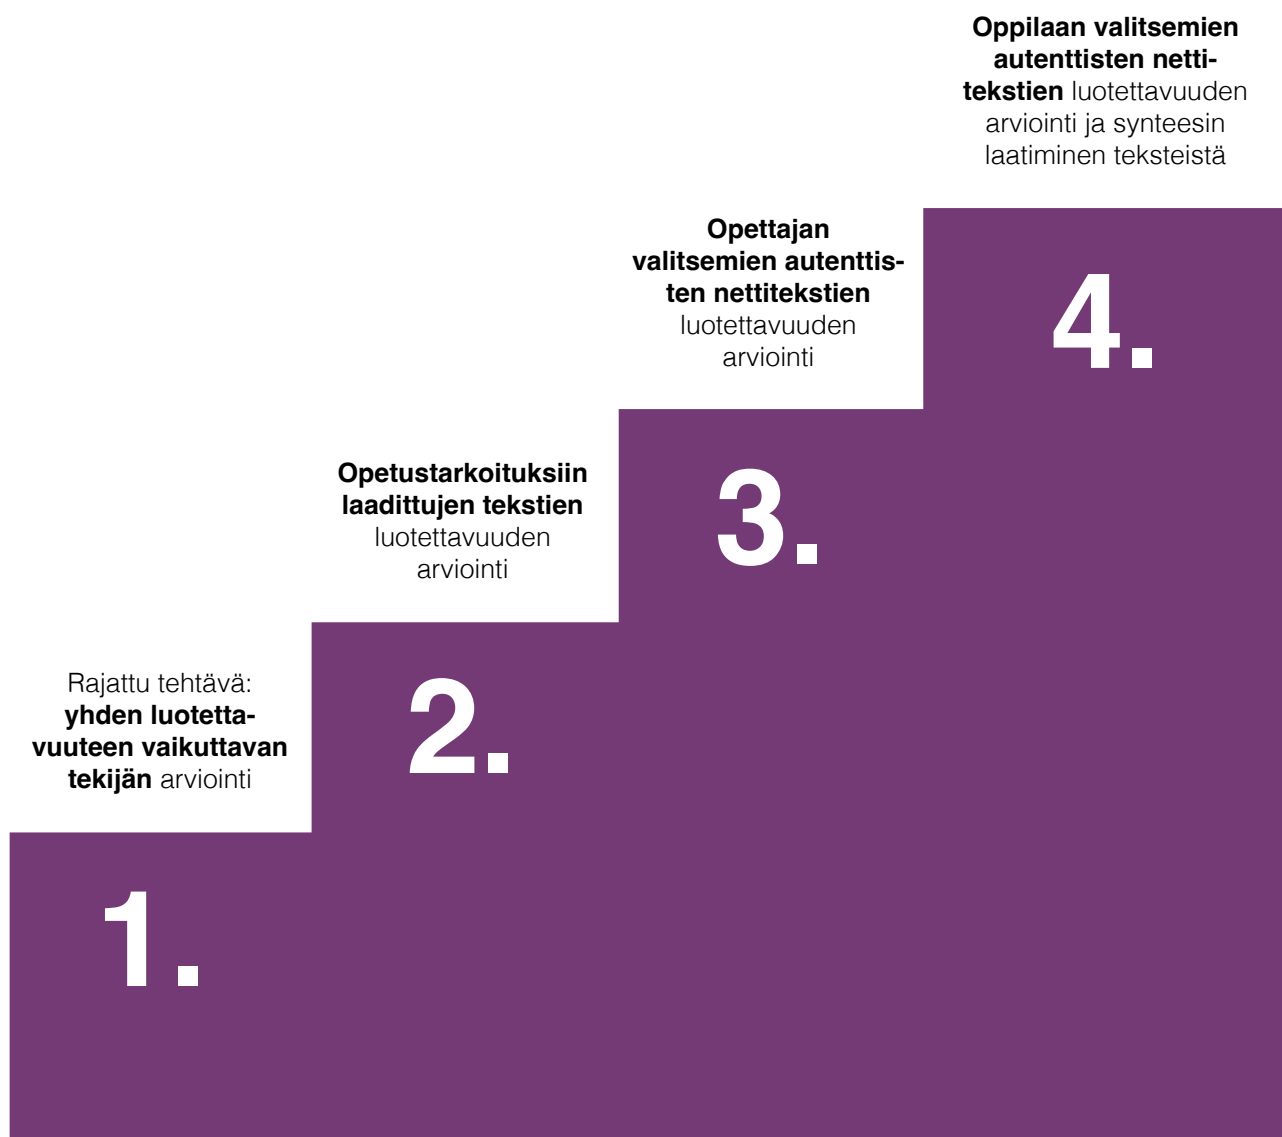 Oppilaan valitsemien
autenttisten netti-
tekstien luotettavuuden
arviointi ja synteesin
laatiminen teksteistä
4.
Opettajan
valitsemien autenttis-
ten nettitekstien
luotettavuuden
arviointi
3.
Opetustarkoituksiin
laadittujen tekstien
luotettavuuden
arviointi
2.
Rajattu tehtävä:
yhden luotetta-
vuuteen vaikuttavan
tekijän arviointi
1.